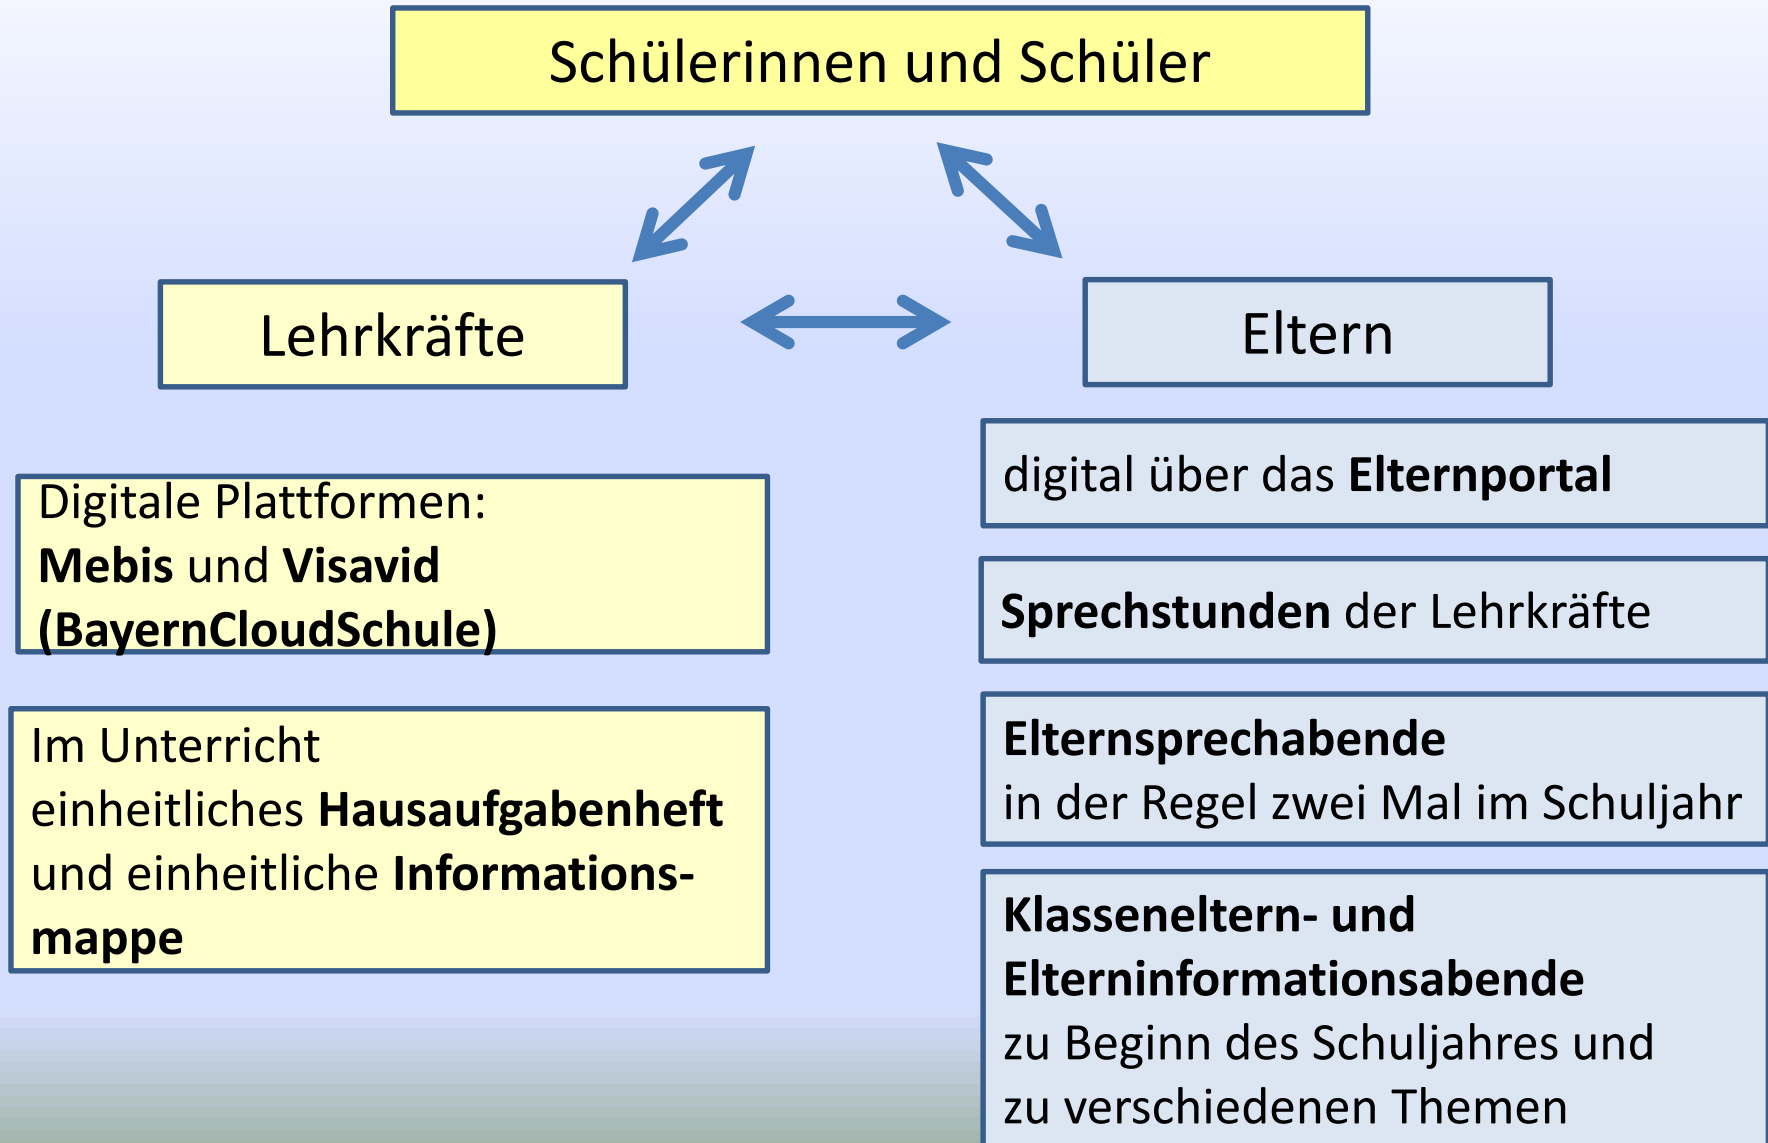 Schülerinnen und Schüler
Lehrkräfte
Eltern
Digitale Plattformen:
Mebis und Visavid
(BayernCloudSchule)
Im Unterricht
einheitliches Hausaufgabenheft
und einheitliche Informations-
mappe
digital über das Elternportal
Sprechstunden der Lehrkräfte
Elternsprechabende
in der Regel zwei Mal im Schuljahr
Klasseneltern- und
Elterninformationsabende
zu Beginn des Schuljahres und
zu verschiedenen Themen